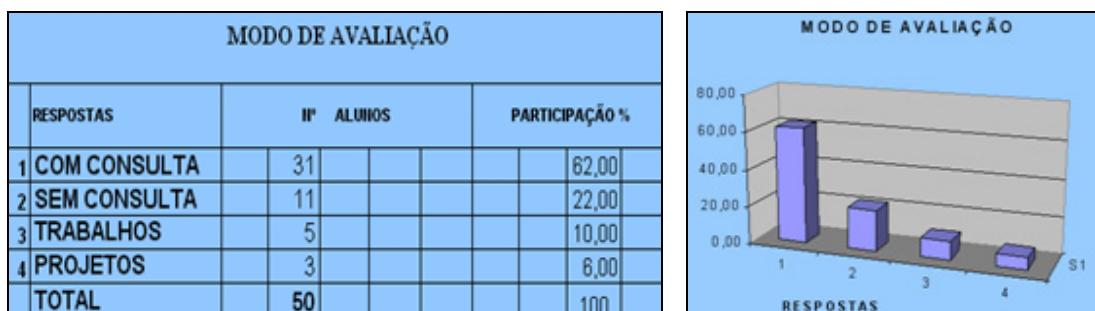 MODO DE AVALIAÇÃO
RESPOSTAS Nº ALUNOS PARTICIPAÇÃO %
1 COM CONSULTA 31 62,00
2 SEM CONSULTA 11 22,00
3 TRABALHOS 5 10,00
4 PROJETOS 3 6,00
TOTAL 50 100
MODO DE AVALIAÇÃO
80,00
60,00
40,00
20,00
0,00
1 2 3 4 S1
RESPOSTAS